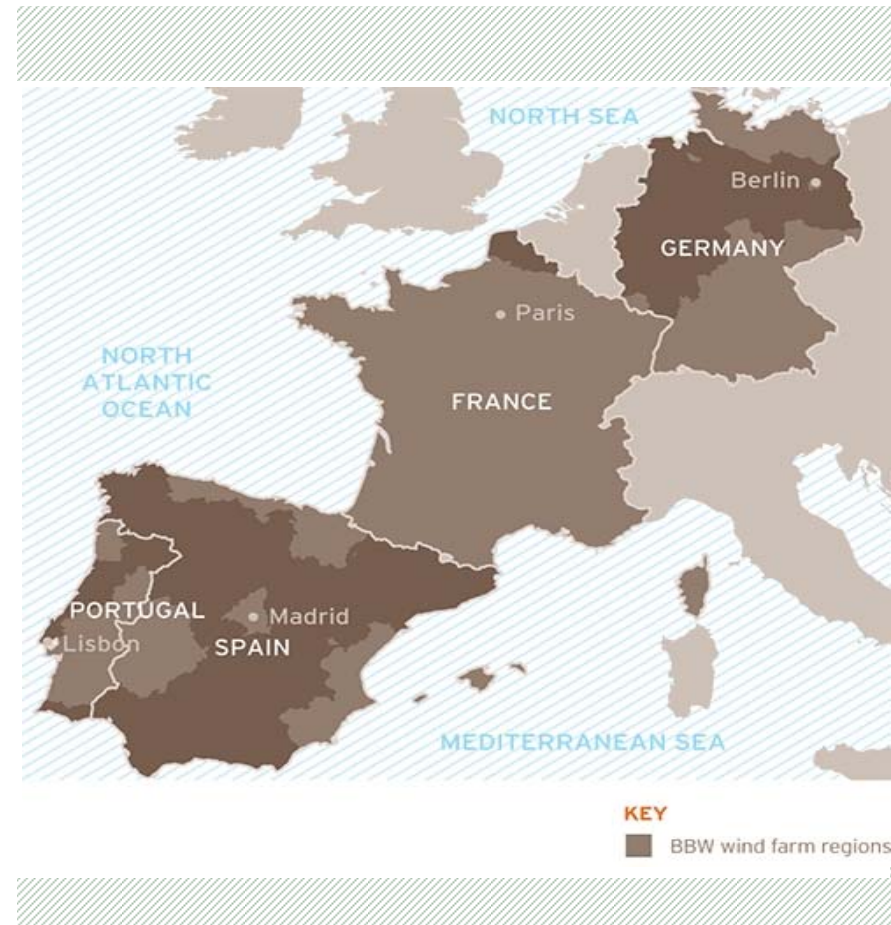 NORTH SEA
Berlin
GERMANY
Paris
NORTH
ATLANTIC
OCEAN
FRANCE
PORTUGAL
Madrid
Lisbon
SPAIN
MEDITERRANEAN SEA
KEY
BBW wind farm regions